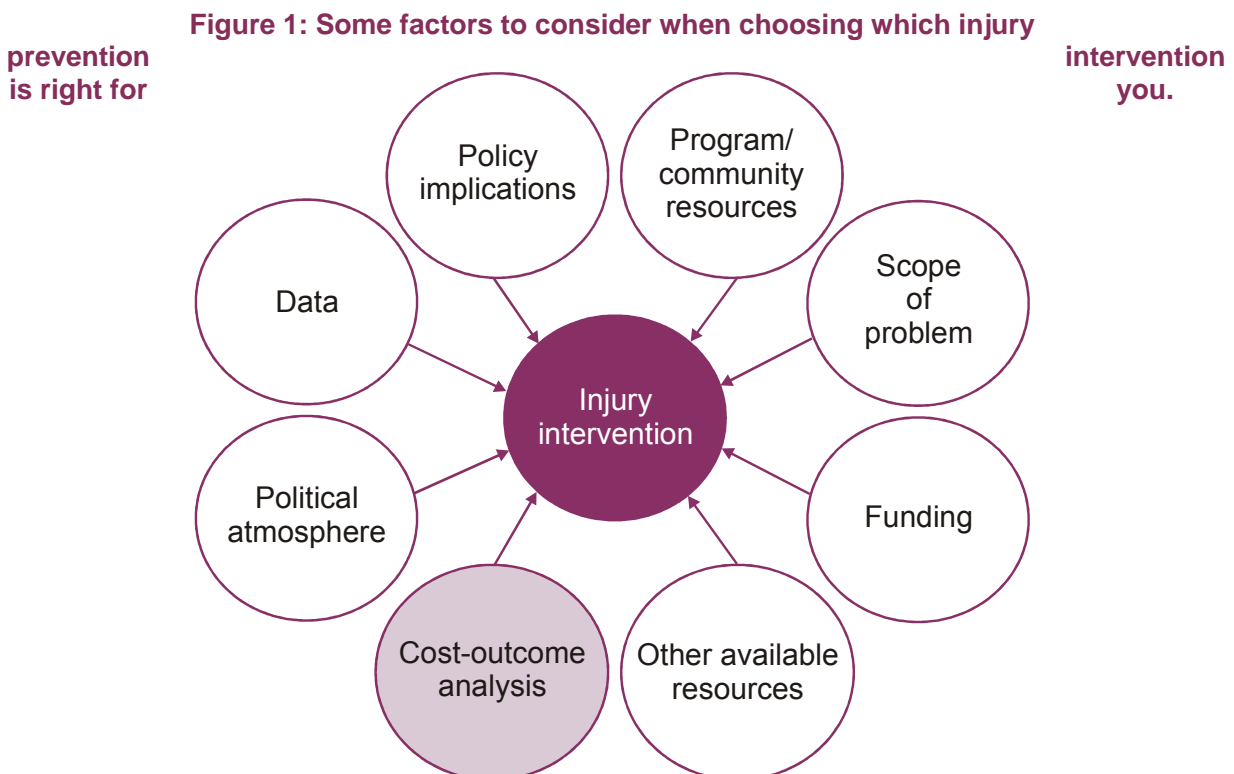 Figure 1: Some factors to consider when choosing which injury
prevention intervention
is right for you.
Policy
implications
Program/
community
resources
Data
Scope
of
problem
Injury
intervention
Political
atmosphere
Funding
Cost-outcome
analysis
Other available
resources